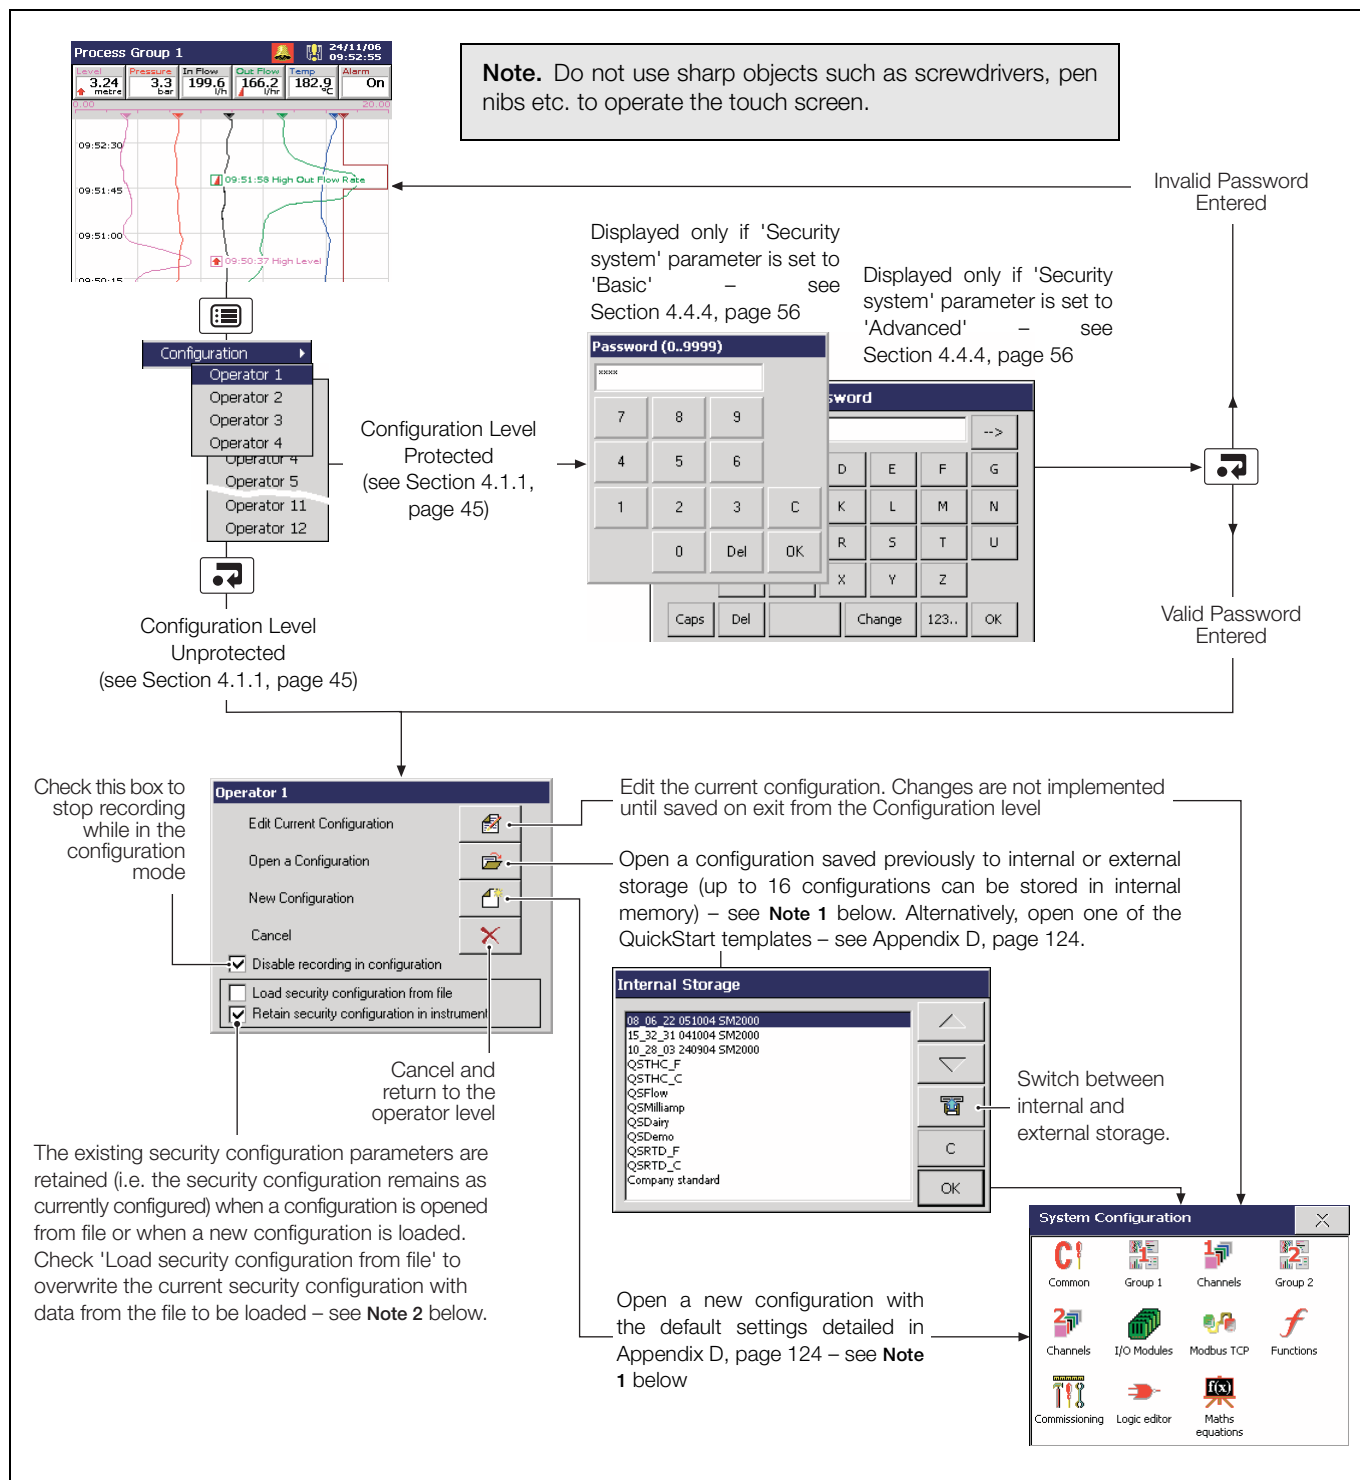 Process Group 1
24/11/06
09:52:55
Level
3.24
metre
Pressure
3.3
bar
In Flow
199.6
l/h
Out Flow
166.2
l/hr
Temp
182.9
°C
Alarm
On
0.00
20.00
09:52:30
09:51:58 High Out Flow Rate
09:51:45
09:51:00
09:50:37 High Level
09:50:15
Note. Do not use sharp objects such as screwdrivers, pen
nibs etc. to operate the touch screen.
Invalid Password
Entered
Displayed only if 'Security
system' parameter is set to
'Basic' – see
Section 4.4.4, page 56
Displayed only if 'Security
system' parameter is set to
'Advanced' – see
Section 4.4.4, page 56
Configuration
Operator 1
Operator 2
Operator 3
Operator 4
Operator 4
Operator 5
Operator 11
Operator 12
Configuration Level
Protected
(see Section 4.1.1,
page 45)
Password (0..9999)
xxxx
7 8 9
4 5 6
1 2 3 C
0 Del OK
sword
-->
D E F G
K L M N
R S T U
X Y Z
Caps Del Change 123.. OK
Valid Password
Entered
Configuration Level
Unprotected
(see Section 4.1.1, page 45)
Check this box to
stop recording
while in the
configuration
mode
Operator 1
Edit Current Configuration
Open a Configuration
New Configuration
Cancel
Disable recording in configuration
Load security configuration from file
Retain security configuration in instrument
Edit the current configuration. Changes are not implemented
until saved on exit from the Configuration level
Open a configuration saved previously to internal or external
storage (up to 16 configurations can be stored in internal
memory) – see Note 1 below. Alternatively, open one of the
QuickStart templates – see Appendix D, page 124.
Internal Storage
08_06_22 051004 SM2000
15_32_31 041004 SM2000
10_28_03 240904 SM2000
QSTHC_F
QSTHC_C
QSFlow
QSMilliamp
QSDairy
QSDemo
QSRTD_F
QSRTD_C
Company standard
C
OK
Switch between
internal and
external storage.
Cancel and
return to the
operator level
The existing security configuration parameters are
retained (i.e. the security configuration remains as
currently configured) when a configuration is opened
from file or when a new configuration is loaded.
Check 'Load security configuration from file' to
overwrite the current security configuration with
data from the file to be loaded – see Note 2 below.
Open a new configuration with
the default settings detailed in
Appendix D, page 124 – see Note
1 below
System Configuration
Common
Group 1
Channels
Group 2
Channels
I/O Modules
Modbus TCP
Functions
Commissioning
Logic editor
f(x)
Maths
equations